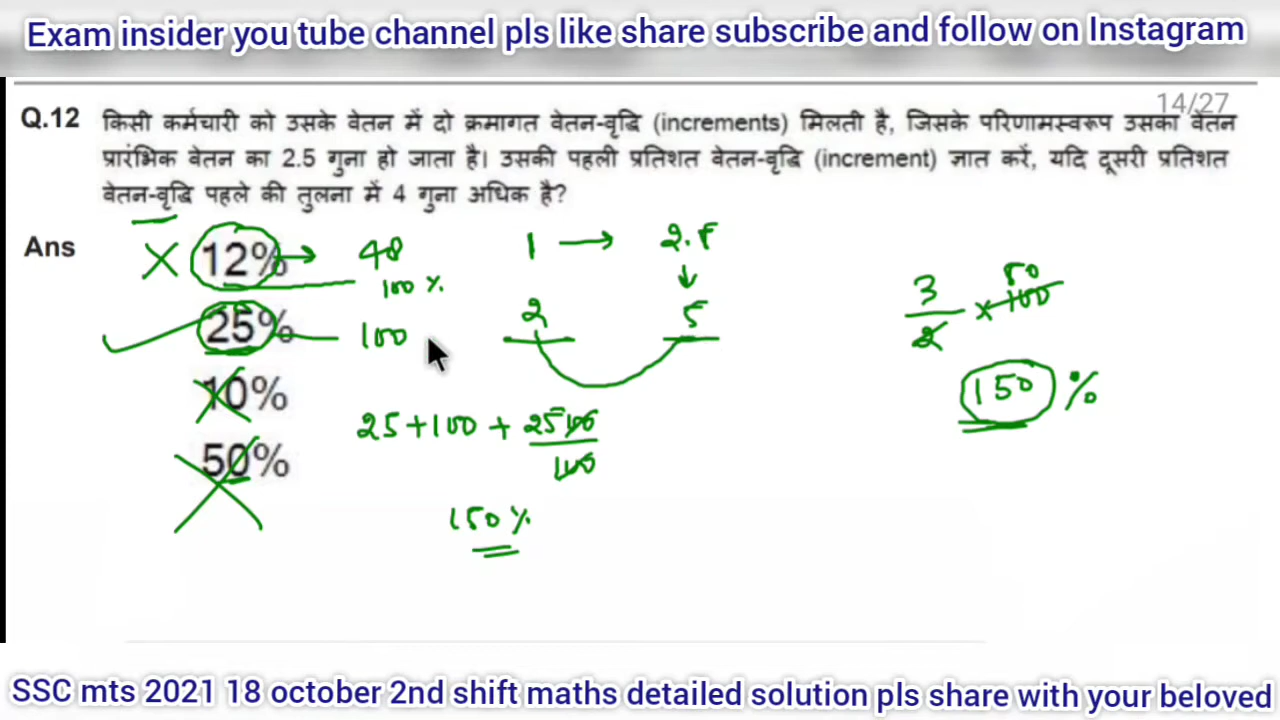 Exam insider you tube channel pls like share subscribe and follow on Instagram
14/27
Q.12 किसी कर्मचारी को उसके वेतन में दो क्रमागत वेतन-वृद्धि (increments) मिलती है, जिसके परिणामस्वरूप उसका वेतन
प्रारंभिक वेतन का 2.5 गुना हो जाता है। उसकी पहली प्रतिशत वेतन-वृद्धि (increment) ज्ञात करें, यदि दूसरी प्रतिशत
वेतन-वृद्धि पहले की तुलना में 4 गुना अधिक है?
Ans
12% → 48
100 %
25% 100
10%
50%
1 → 2.5
2 5
25+100+ 25 100
100
150%
3
2 × 100
50
150 %
SSC mts 2021 18 october 2nd shift maths detailed solution pls share with your beloved